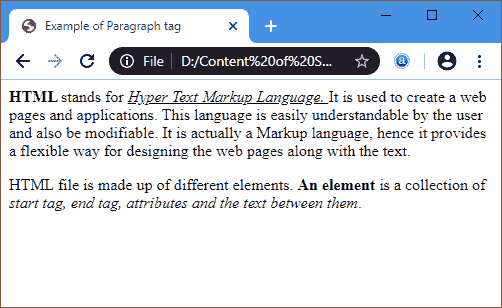 Example of Paragraph tag
File D:/Content%20of%20S...
HTML stands for Hyper Text Markup Language. It is used to create a web
pages and applications. This language is easily understandable by the user
and also be modifiable. It is actually a Markup language, hence it provides
a flexible way for designing the web pages along with the text.
HTML file is made up of different elements. An element is a collection of
start tag, end tag, attributes and the text between them.